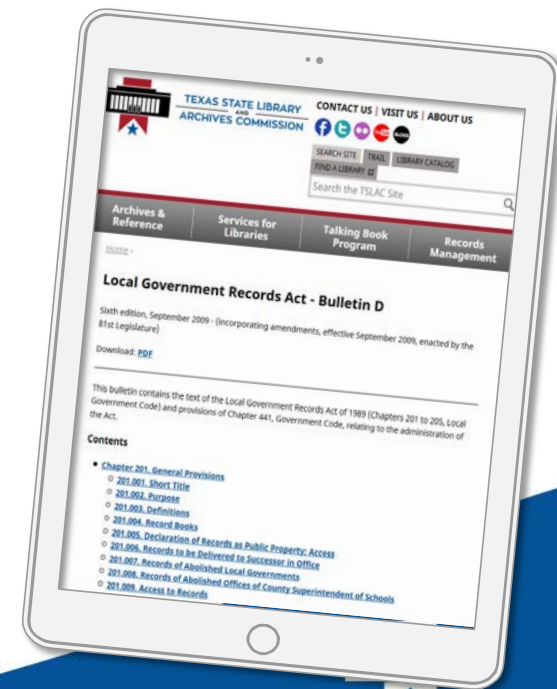 TEXAS STATE LIBRARY
AND
ARCHIVES COMMISSION
CONTACT US | VISIT US | ABOUT US
SEARCH SITE
TRAIL
LIBRARY CATALOG
FIND A LIBRARY
Search the TSLAC Site
Archives &
Reference
Services for
Libraries
Talking Book
Program
Records
Management
Home ›
Local Government Records Act - Bulletin D
Sixth edition, September 2009 - (incorporating amendments, effective September 2009, enacted by the
81st Legislature)
Download: PDF
This bulletin contains the text of the Local Government Records Act of 1989 (Chapters 201 to 205, Local
Government Code) and provisions of Chapter 441, Government Code, relating to the administration of
the Act.
Contents
• Chapter 201. General Provisions
○ 201.001. Short Title
○ 201.002. Purpose
○ 201.003. Definitions
○ 201.004. Record Books
○ 201.005. Declaration of Records as Public Property; Access
○ 201.006. Records to be Delivered to Successor in Office
○ 201.007. Records of Abolished Local Governments
○ 201.008. Records of Abolished Offices of County Superintendent of Schools
○ 201.009. Access to Records